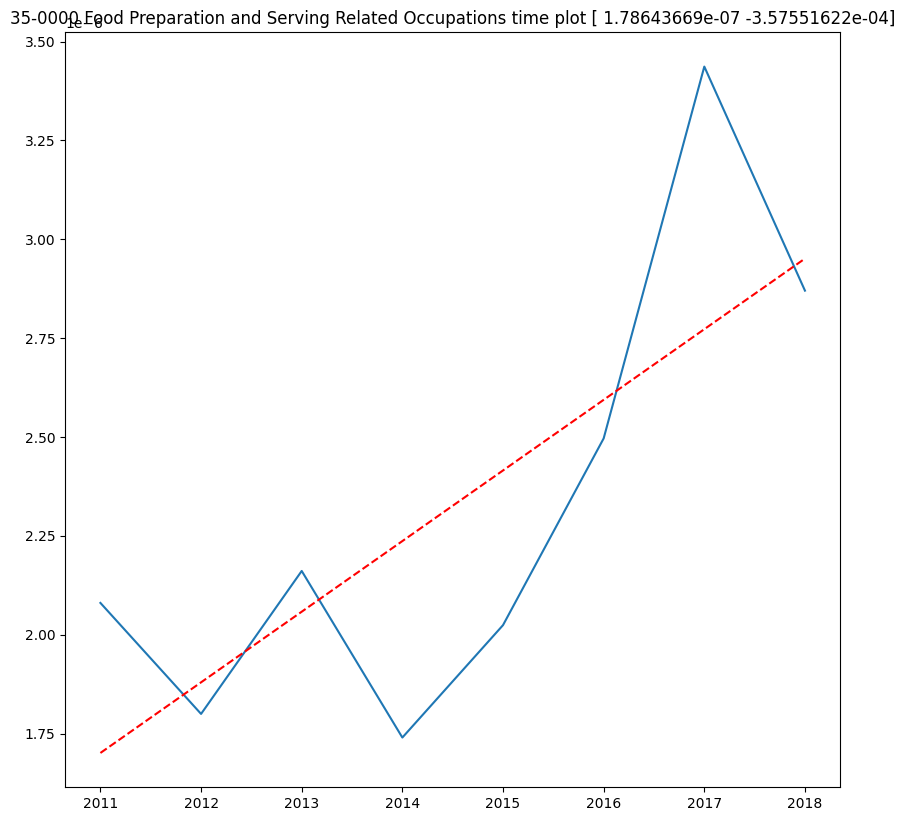 35-0000 Food Preparation and Serving Related Occupations time plot [ 1.78643669e-07 -3.57551622e-04]
1e−6
3.50
3.25
3.00
2.75
2.50
2.25
2.00
1.75
2011 2012 2013 2014 2015 2016 2017 2018